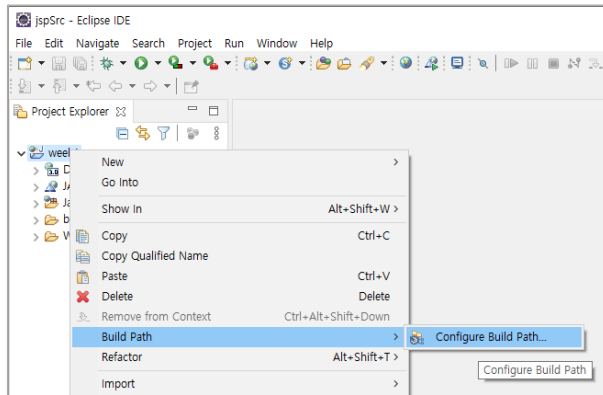 jspSrc - Eclipse IDE
File Edit Navigate Search Project Run Window Help
Project Explorer
New
Go Into
Show In Alt+Shift+W >
Copy Ctrl+C
Copy Qualified Name
Paste Ctrl+V
Delete Delete
Remove from Context Ctrl+Alt+Shift+Down
Build Path
Configure Build Path...
Refactor Alt+Shift+T >
Configure Build Path
Import